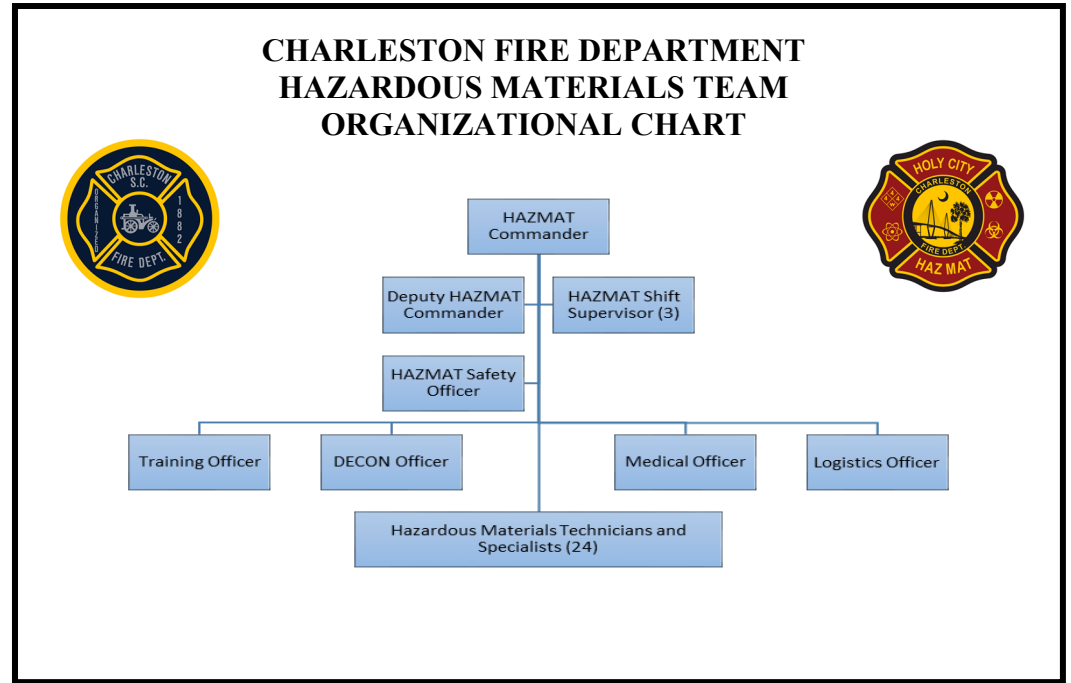 CHARLESTON FIRE DEPARTMENT
HAZARDOUS MATERIALS TEAM
ORGANIZATIONAL CHART
CHARLESTON
S.C.
ORGANIZED
1882
FIRE DEPT.
HOLY CITY
CHARLESTON
FIRE DEPT
HAZ MAT
HAZMAT
Commander
Deputy HAZMAT
Commander
HAZMAT Shift
Supervisor (3)
HAZMAT Safety
Officer
Training Officer
DECON Officer
Medical Officer
Logistics Officer
Hazardous Materials Technicians and
Specialists (24)